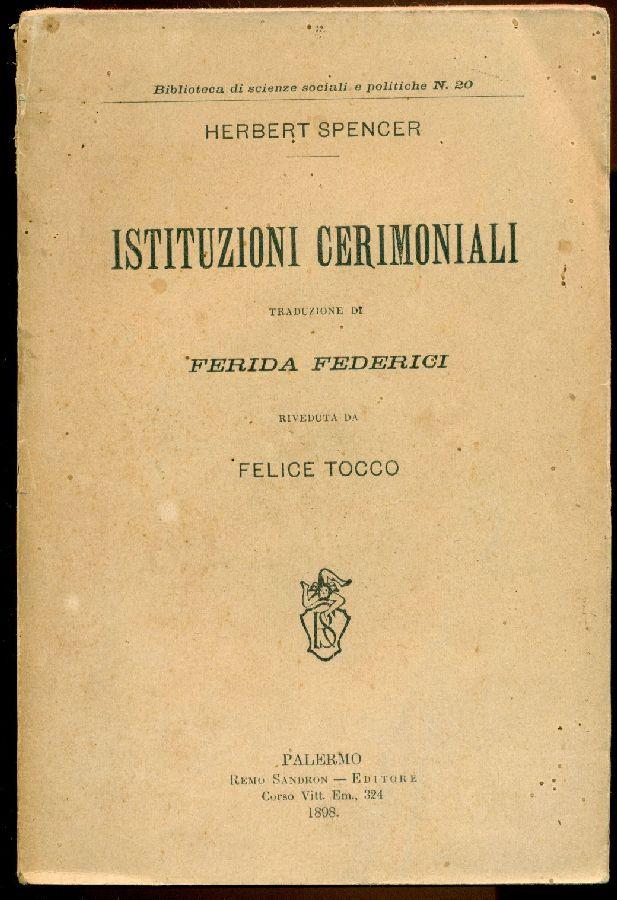 Biblioteca di scienze sociali e politiche N. 20
HERBERT SPENCER
ISTITUZIONI CERIMONIALI
TRADUZIONE DI
FERIDA FEDERICI
RIVEDUTA DA
FELICE TOCCO
RS
PALERMO
REMO SANDRON — EDITORE
Corso Vitt. Em., 324
1898.